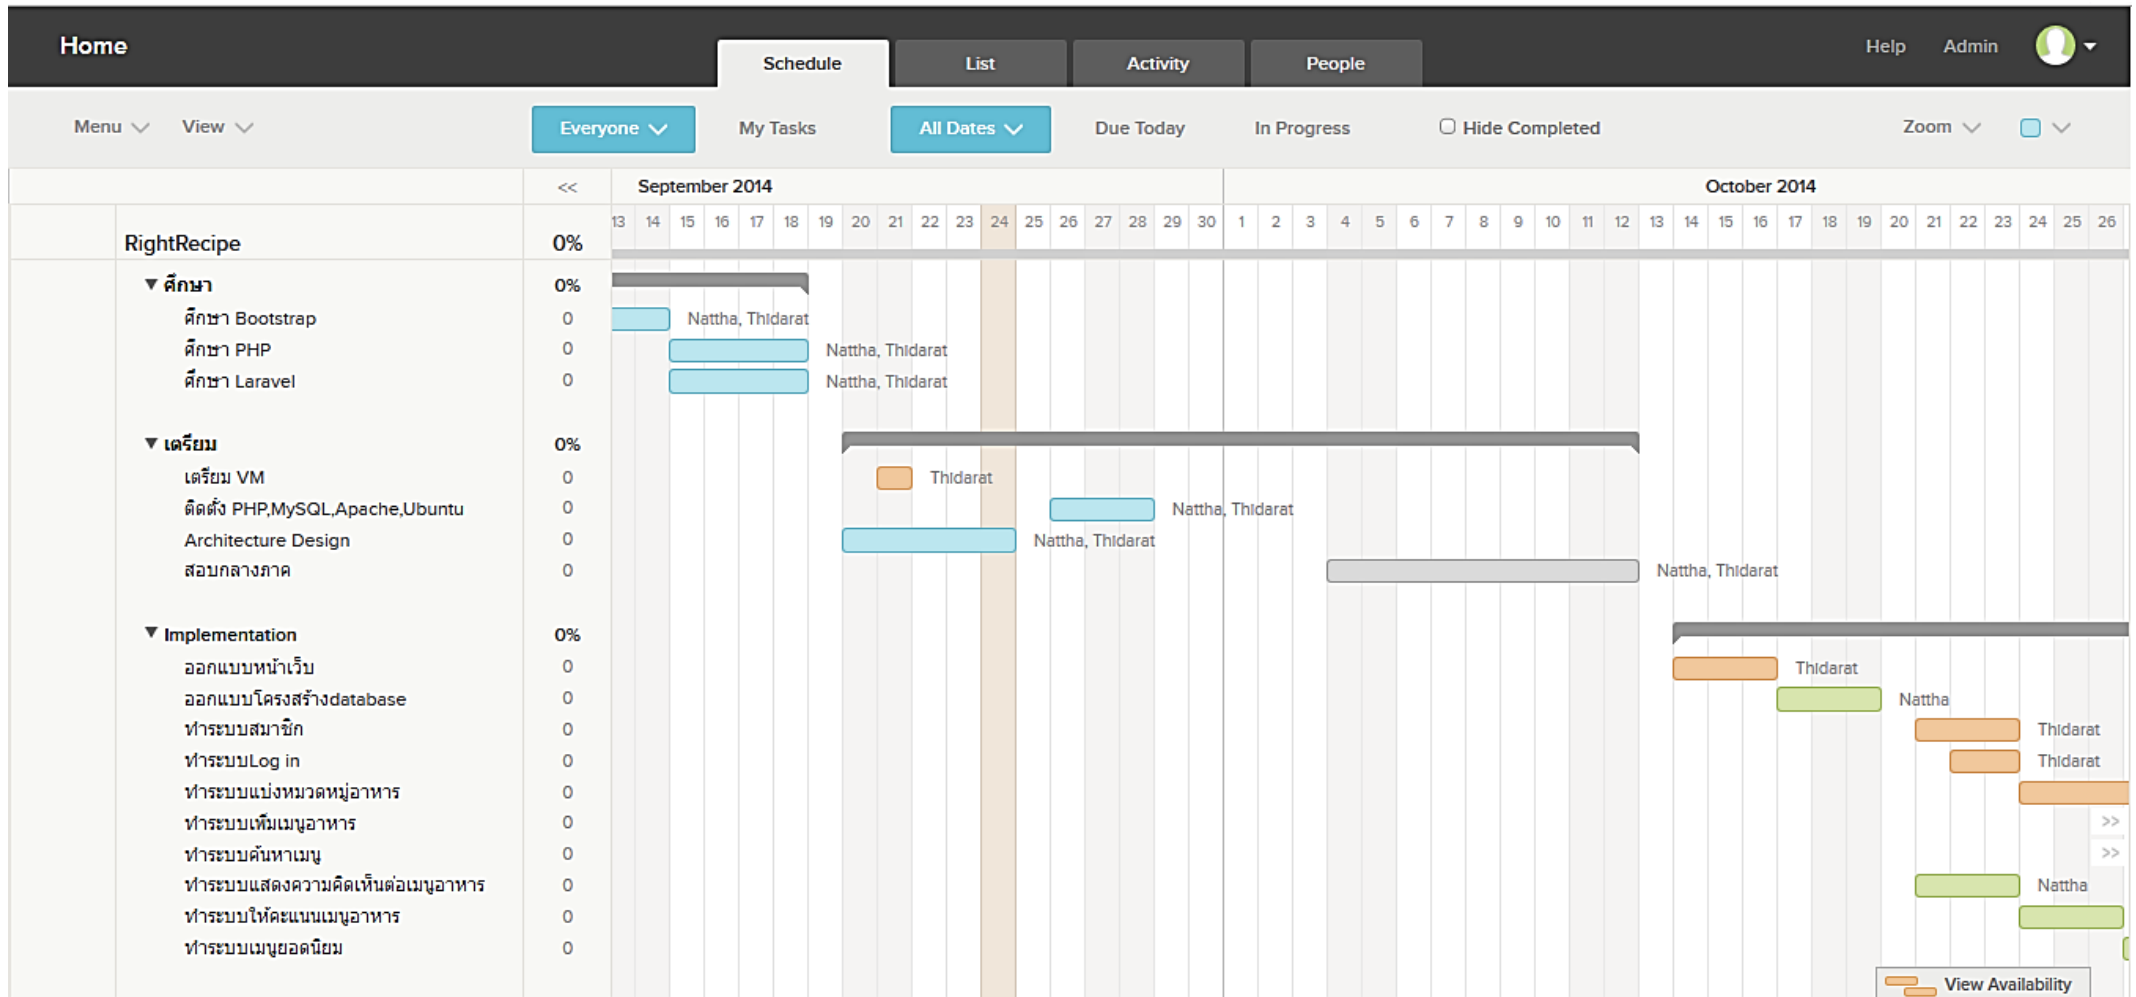 Home
Schedule List Activity People
Help Admin
Menu View Everyone My Tasks All Dates Due Today In Progress Hide Completed Zoom
<< September 2014 October 2014
13 14 15 16 17 18 19 20 21 22 23 24 25 26 27 28 29 30 1 2 3 4 5 6 7 8 9 10 11 12 13 14 15 16 17 18 19 20 21 22 23 24 25 26
RightRecipe 0%
ศึกษา 0%
ศึกษา Bootstrap 0 Nattha, Thidarat
ศึกษา PHP 0 Nattha, Thidarat
ศึกษา Laravel 0 Nattha, Thidarat
เตรียม 0%
เตรียม VM 0 Thidarat
ติดตั้ง PHP,MySQL,Apache,Ubuntu 0 Nattha, Thidarat
Architecture Design 0 Nattha, Thidarat
สอบกลางภาค 0 Nattha, Thidarat
Implementation 0%
ออกแบบหน้าเว็บ 0 Thidarat
ออกแบบโครงสร้างdatabase 0 Nattha
ทำระบบสมาชิก 0 Thidarat
ทำระบบLog in 0 Thidarat
ทำระบบแบ่งหมวดหมู่อาหาร 0
ทำระบบเพิ่มเมนูอาหาร 0 >>
ทำระบบค้นหาเมนู 0 >>
ทำระบบแสดงความคิดเห็นต่อเมนูอาหาร 0 Nattha
ทำระบบให้คะแนนเมนูอาหาร 0
ทำระบบเมนูยอดนิยม 0
View Availability